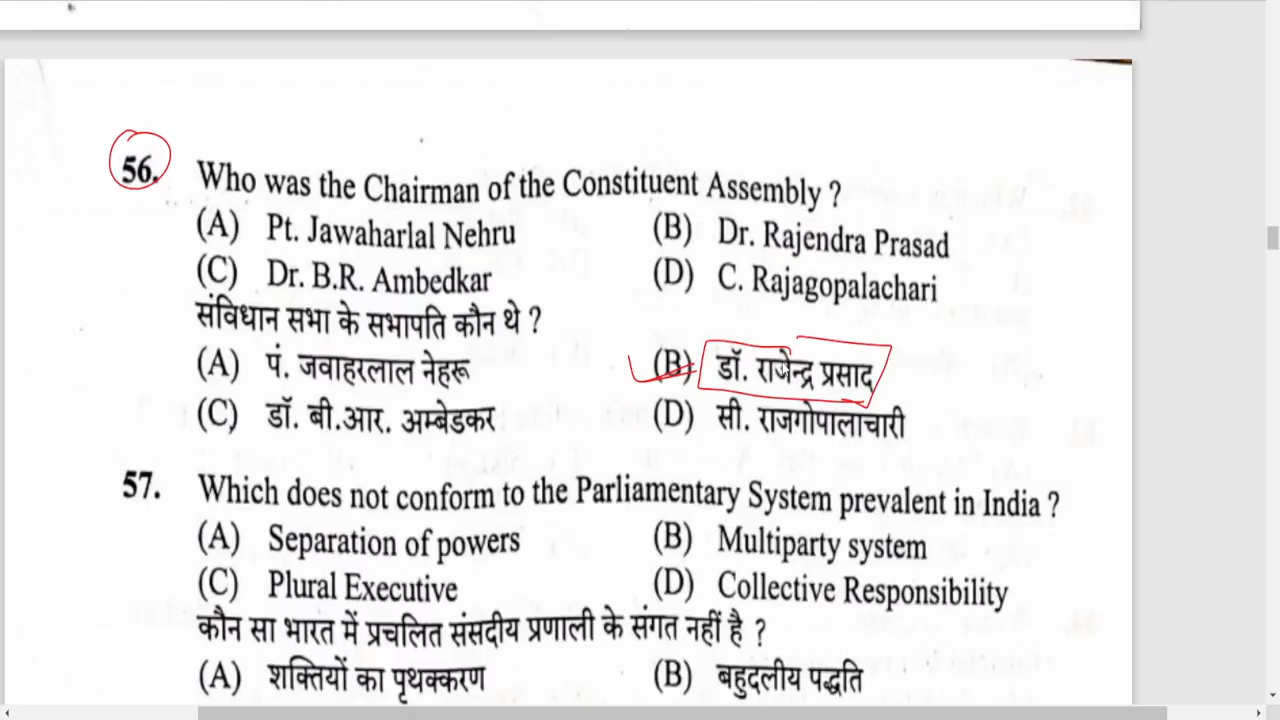 56. Who was the Chairman of the Constituent Assembly ?
(A) Pt. Jawaharlal Nehru (B) Dr. Rajendra Prasad
(C) Dr. B.R. Ambedkar (D) C. Rajagopalachari
संविधान सभा के सभापति कौन थे ?
(A) पं. जवाहरलाल नेहरू (B) डॉ. राजेन्द्र प्रसाद
(C) डॉ. बी.आर. अम्बेडकर (D) सी. राजगोपालाचारी
57. Which does not conform to the Parliamentary System prevalent in India ?
(A) Separation of powers (B) Multiparty system
(C) Plural Executive (D) Collective Responsibility
कौन सा भारत में प्रचलित संसदीय प्रणाली के संगत नहीं है ?
(A) शक्तियों का पृथक्करण (B) बहुदलीय पद्धति